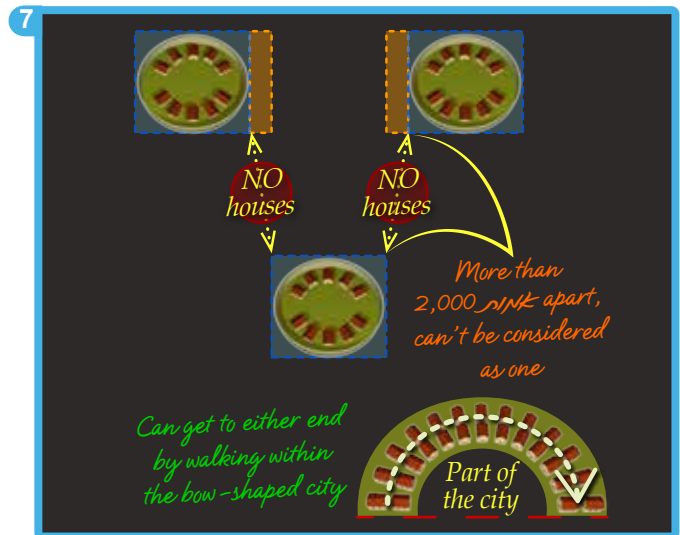 7
NO
houses
NO
houses
More than
2,000 אמות apart,
can't be considered
as one
Can get to either end
by walking within
the bow-shaped city
Part of
the city